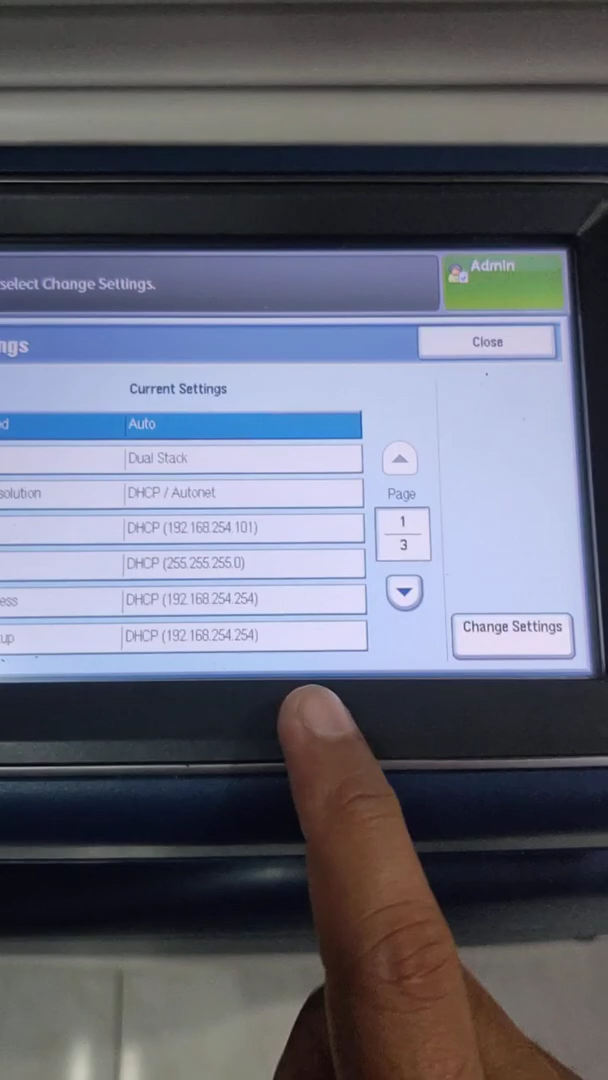 select Change Settings.
Admin
ngs
Close
Current Settings
d Auto
Dual Stack
solution DHCP / Autonet
DHCP (192.168.254.101)
DHCP (255.255.255.0)
ess DHCP (192.168.254.254)
up DHCP (192.168.254.254)
Page
1
3
Change Settings